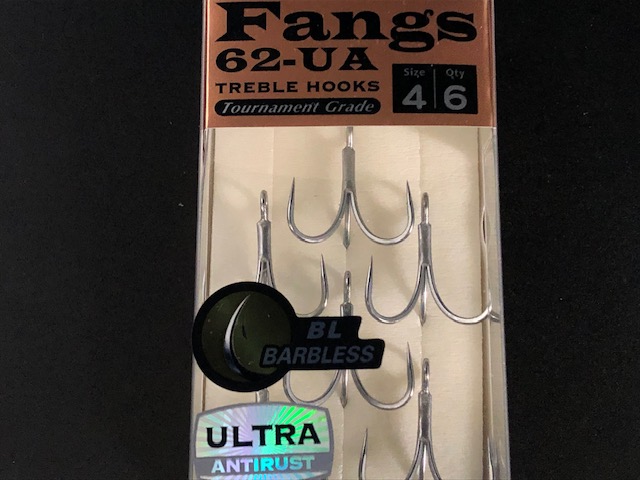 Fangs
62-UA
TREBLE HOOKS
Tournament Grade
Size Qty
4 6
BL
BARBLESS
ULTRA
ANTIRUST